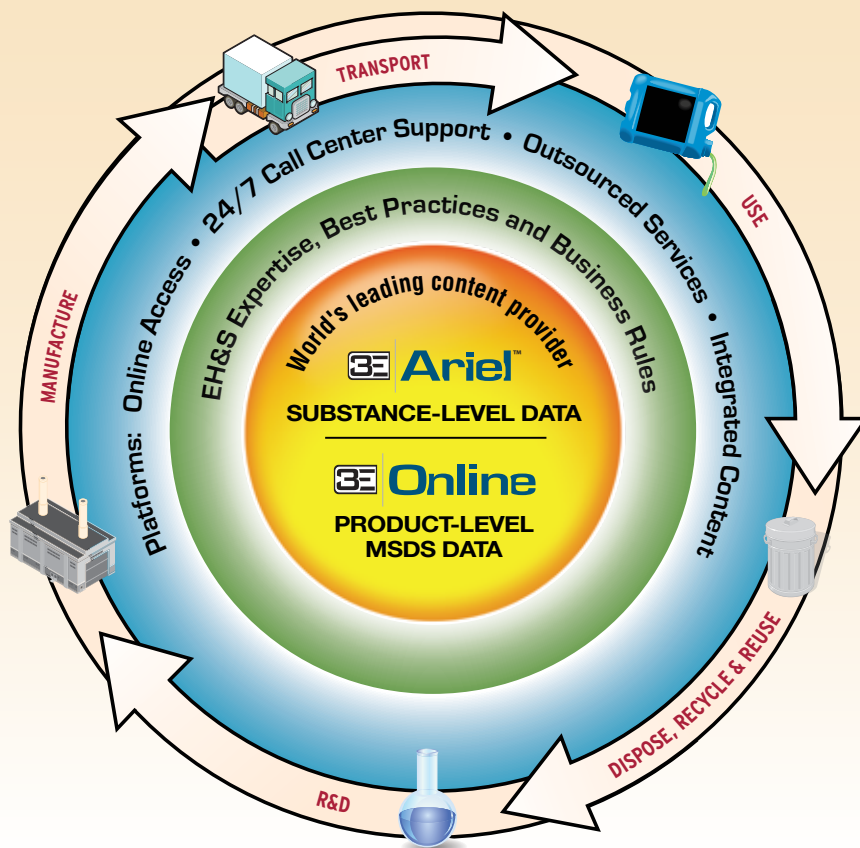 TRANSPORT
USE
DISPOSE, RECYCLE & REUSE
R&D
MANUFACTURE
Platforms: Online Access • 24/7 Call Center Support • Outsourced Services • Integrated Content
EH&S Expertise, Best Practices and Business Rules
World's leading content provider
3E Ariel™
SUBSTANCE-LEVEL DATA
3E Online
PRODUCT-LEVEL
MSDS DATA